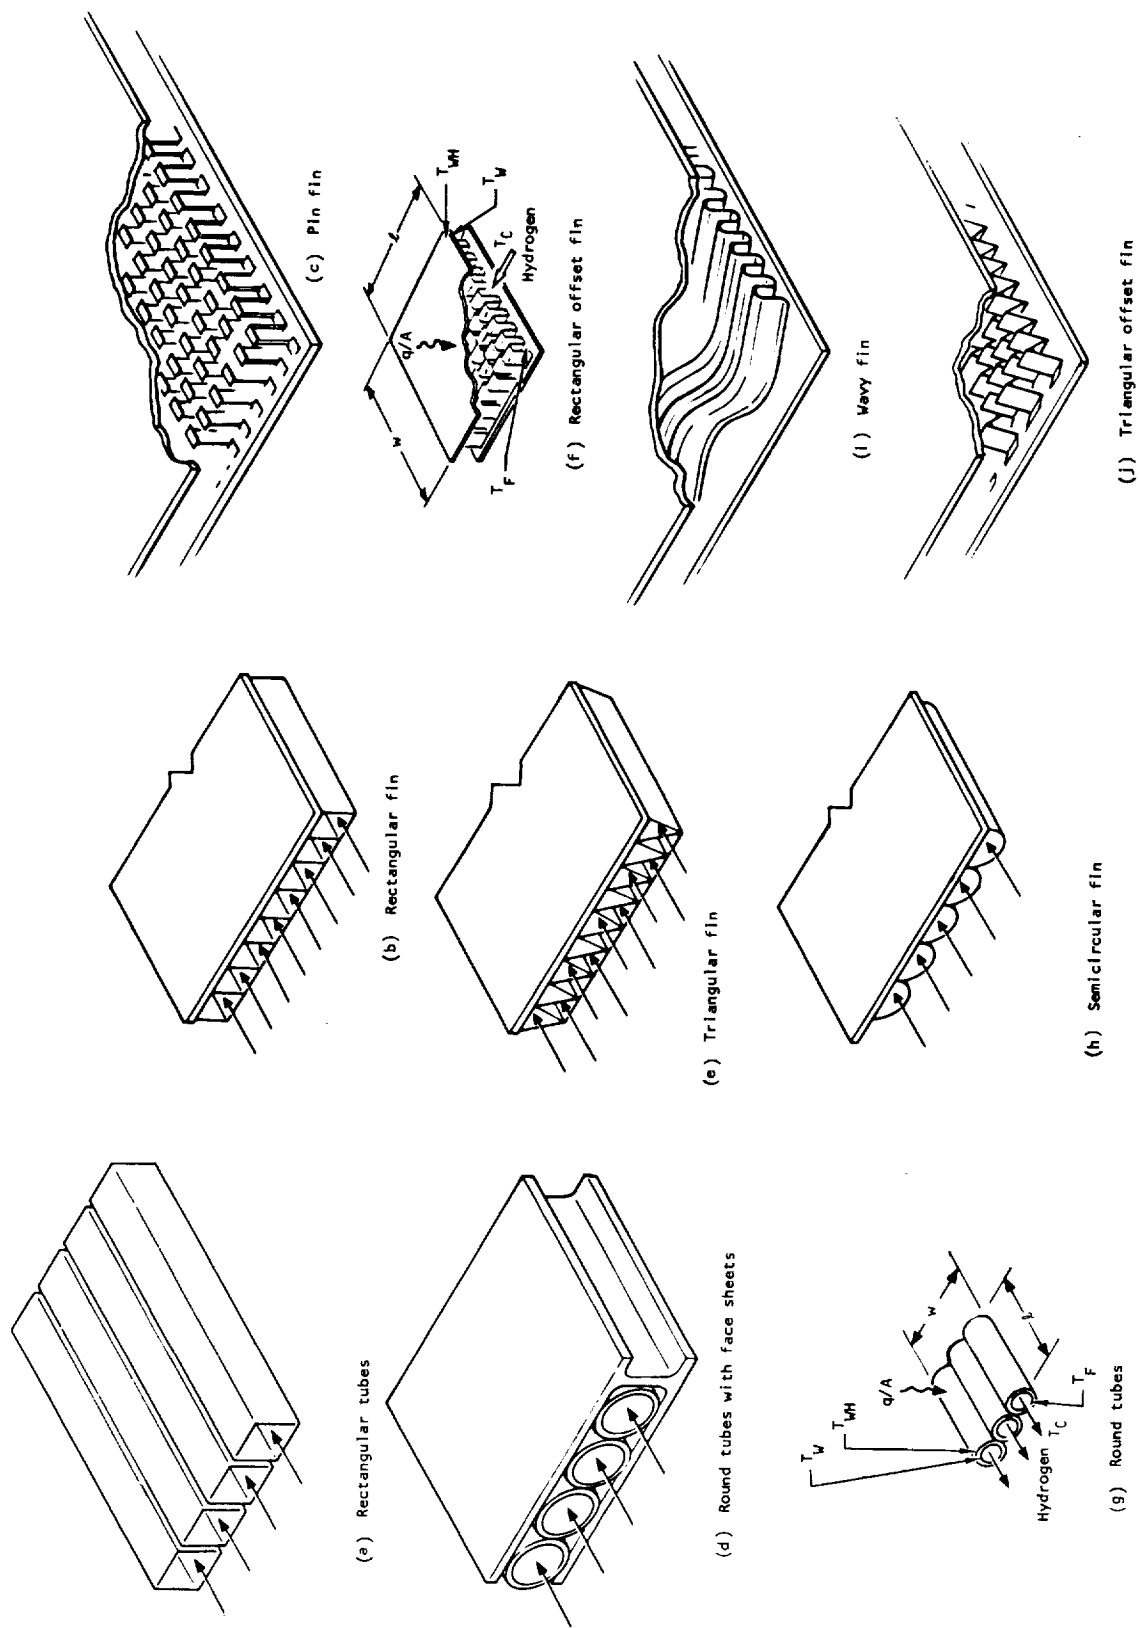 (a) Rectangular tubes
(b) Rectangular fin
(c) Pin fin
(d) Round tubes with face sheets
(e) Triangular fin
w
l
q/A
T_WH
T_W
T_C
Hydrogen
T_F
(f) Rectangular offset fin
T_W
T_WH
q/A
w
l
Hydrogen
T_C
T_F
(g) Round tubes
(h) Semicircular fin
(i) Wavy fin
(j) Triangular offset fin